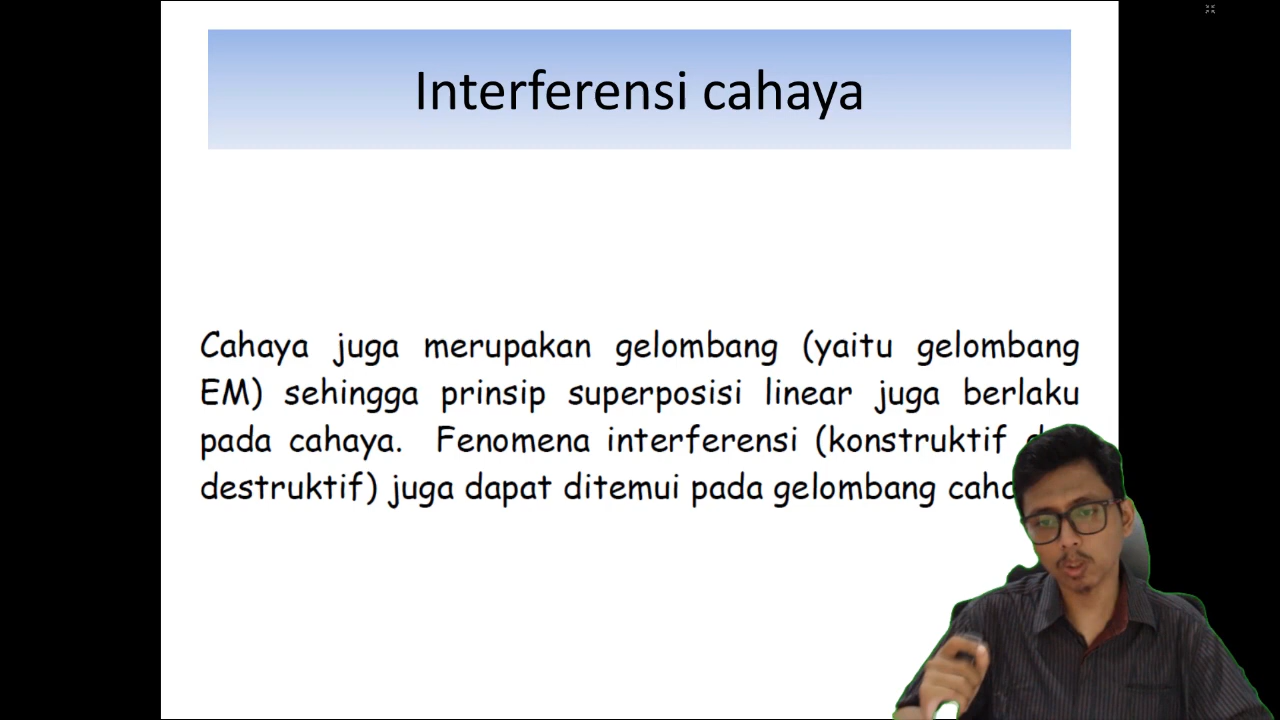 Interferensi cahaya
Cahaya juga merupakan gelombang (yaitu gelombang
EM) sehingga prinsip superposisi linear juga berlaku
pada cahaya. Fenomena interferensi (konstruktif
destruktif) juga dapat ditemui pada gelombang